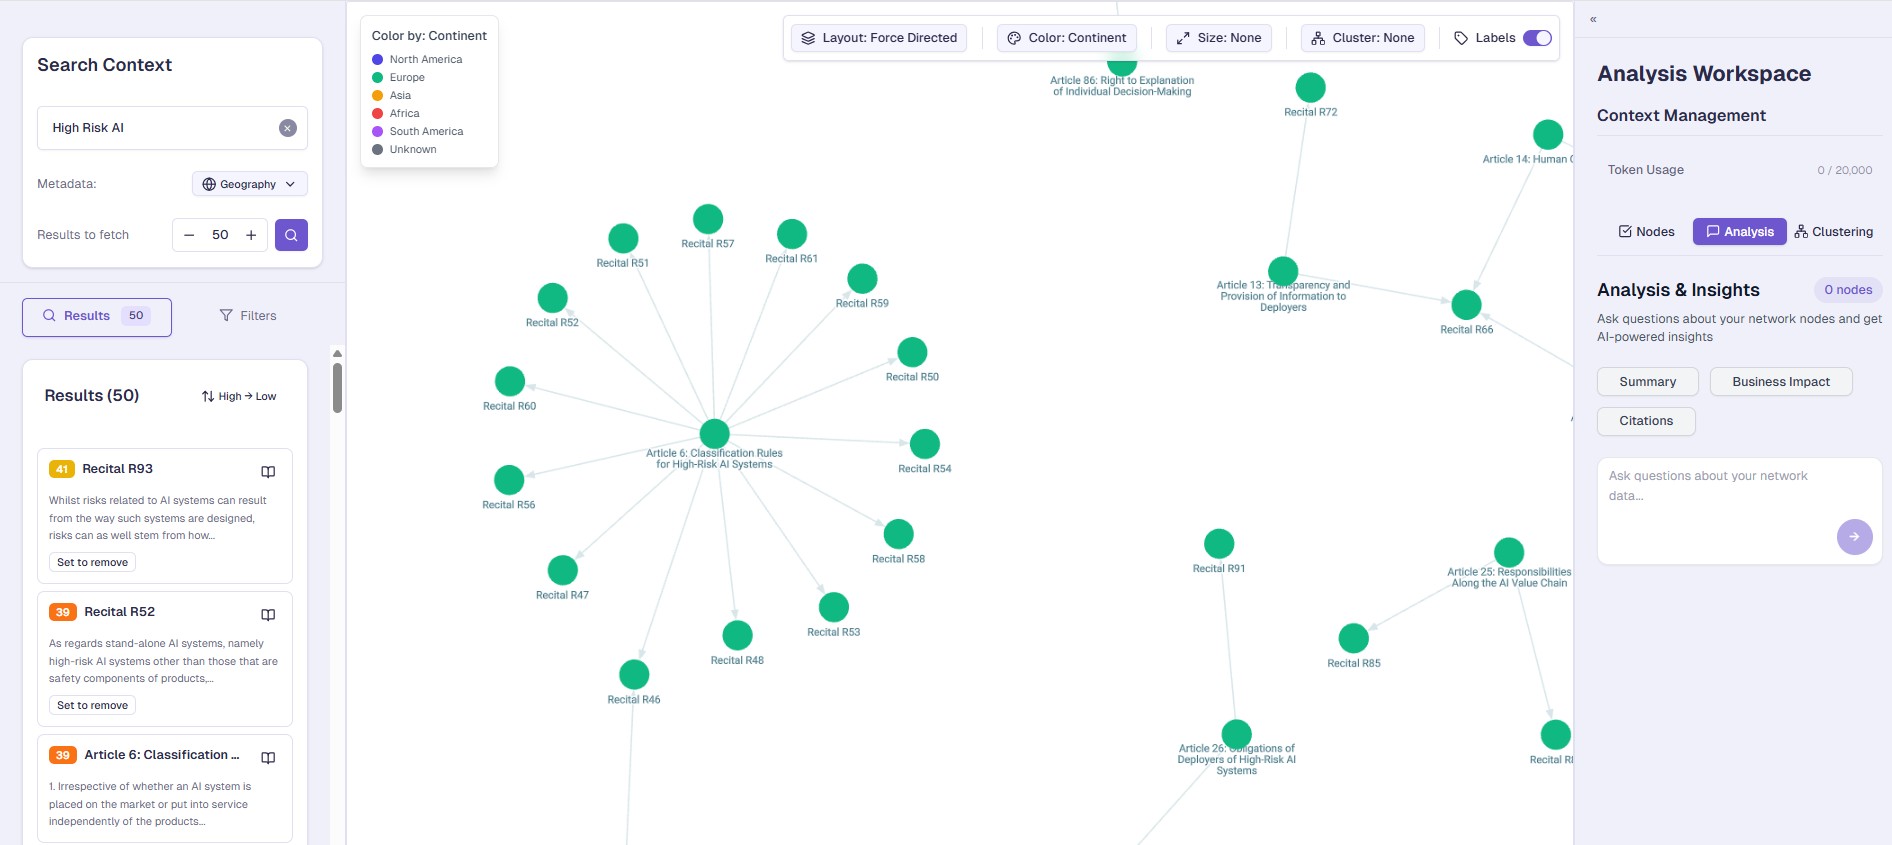 Search Context
High Risk AI
Metadata:
Geography
Results to fetch
50
Results 50
Filters
Results (50)
High → Low
41 Recital R93
Whilst risks related to AI systems can result
from the way such systems are designed,
risks can as well stem from how...
Set to remove
39 Recital R52
As regards stand-alone AI systems, namely
high-risk AI systems other than those that are
safety components of products,...
Set to remove
39 Article 6: Classification ...
1. Irrespective of whether an AI system is
placed on the market or put into service
independently of the products...
Color by: Continent
North America
Europe
Asia
Africa
South America
Unknown
Layout: Force Directed
Color: Continent
Size: None
Cluster: None
Labels
Article 86: Right to Explanation
of Individual Decision-Making
Recital R72
Article 14: Human
Recital R57
Recital R51
Recital R61
Recital R59
Recital R52
Article 13: Transparency and
Provision of Information to
Deployers
Recital R66
Recital R50
Recital R60
Article 6: Classification Rules
for High-Risk AI Systems
Recital R54
Recital R56
Recital R58
Recital R91
Article 25: Responsibilities
Along the AI Value Chain
Recital R47
Recital R53
Recital R48
Recital R85
Recital R46
Article 26: Obligations of
Deployers of High-Risk AI
Systems
Recital
«
Analysis Workspace
Context Management
Token Usage
0 / 20,000
Nodes
Analysis
Clustering
Analysis & Insights
0 nodes
Ask questions about your network nodes and get
AI-powered insights
Summary
Business Impact
Citations
Ask questions about your network
data...